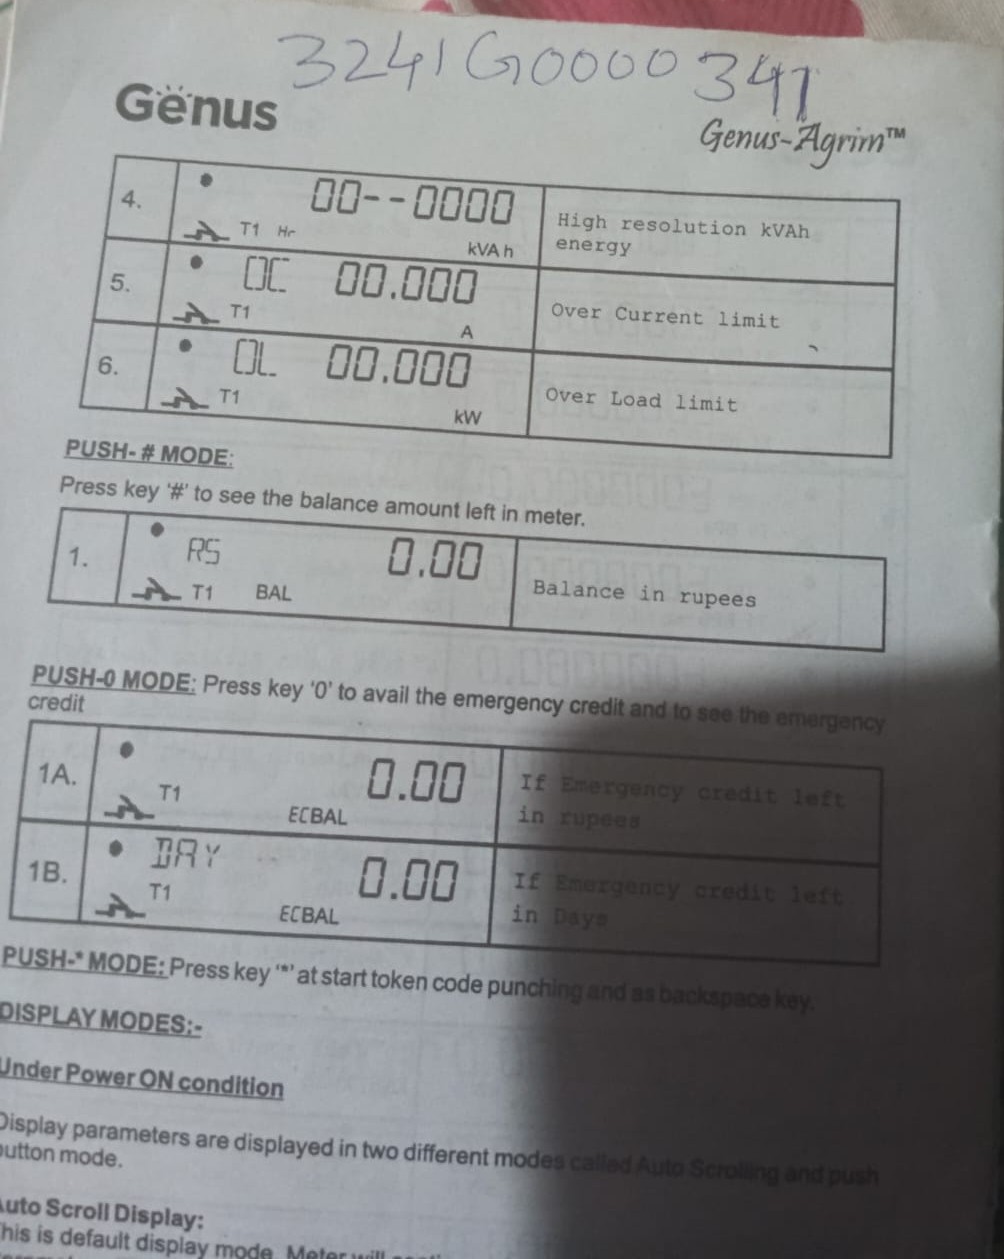 3241G0000341
Genus
Genus-Agrim™
4.
00--0000
T1 Hr
kVA h
High resolution kVAh
energy
5.
OC 00.000
T1
A
Over Current limit
6.
OL 00.000
T1
kW
Over Load limit
PUSH- # MODE:
Press key '#' to see the balance amount left in meter.
1.
RS 0.00
T1 BAL
Balance in rupees
PUSH-0 MODE: Press key '0' to avail the emergency credit and to see the emergency
credit
1A.
0.00
T1
ECBAL
If Emergency credit left
in rupees
1B.
DAY 0.00
T1
ECBAL
If Emergency credit left
in Days
PUSH-* MODE: Press key '*' at start token code punching and as backspace key.
DISPLAY MODES:-
Under Power ON condition
Display parameters are displayed in two different modes called Auto Scrolling and push
button mode.
Auto Scroll Display:
This is default display mode. Meter will